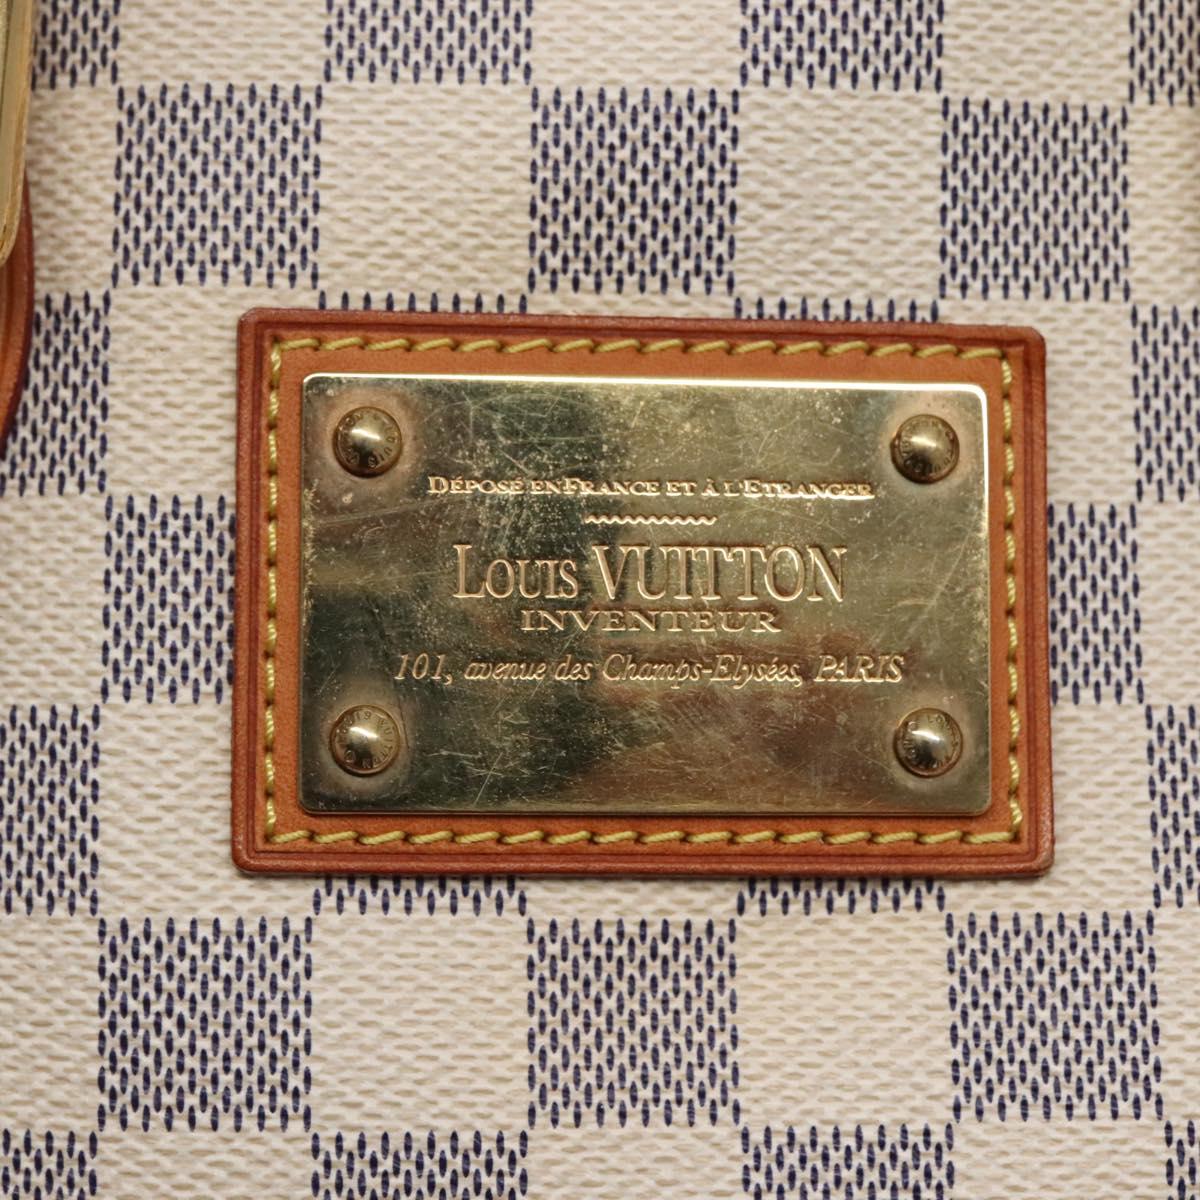 DÉPOSÉ EN FRANCE ET À L'ETRANGER
LOUIS VUITTON
INVENTEUR
101, avenue des Champs-Elysées, PARIS